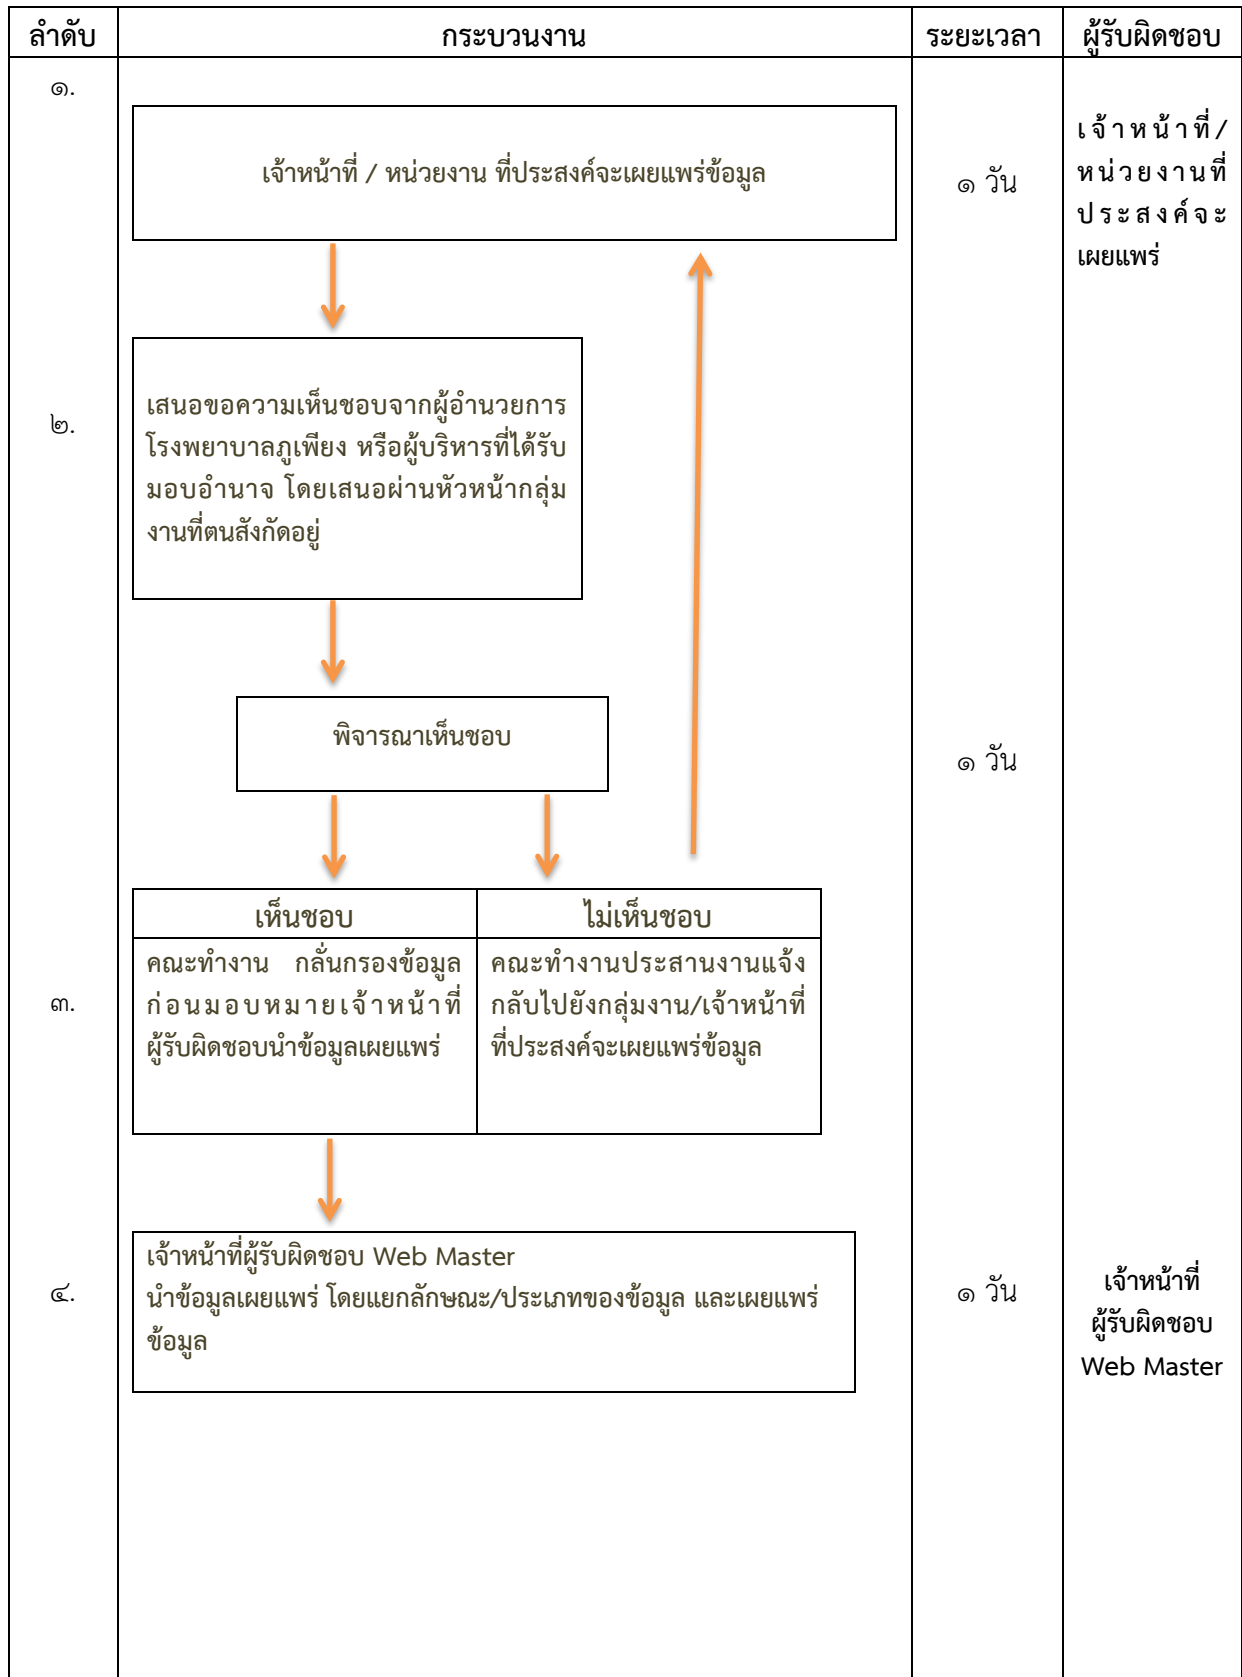 ลำดับ กระบวนงาน ระยะเวลา ผู้รับผิดชอบ
๑.
เจ้าหน้าที่ / หน่วยงาน ที่ประสงค์จะเผยแพร่ข้อมูล
๑ วัน
เจ้าหน้าที่/
หน่วยงานที่
ประสงค์จะ
เผยแพร่
๒.
เสนอขอความเห็นชอบจากผู้อำนวยการ
โรงพยาบาลภูเพียง หรือผู้บริหารที่ได้รับ
มอบอำนาจ โดยเสนอผ่านหัวหน้ากลุ่ม
งานที่ตนสังกัดอยู่
พิจารณาเห็นชอบ
๑ วัน
เห็นชอบ
ไม่เห็นชอบ
๓.
คณะทำงาน กลั่นกรองข้อมูล
ก่อนมอบหมายเจ้าหน้าที่
ผู้รับผิดชอบนำข้อมูลเผยแพร่
คณะทำงานประสานงานแจ้ง
กลับไปยังกลุ่มงาน/เจ้าหน้าที่
ที่ประสงค์จะเผยแพร่ข้อมูล
๔.
เจ้าหน้าที่ผู้รับผิดชอบ Web Master
นำข้อมูลเผยแพร่ โดยแยกลักษณะ/ประเภทของข้อมูล และเผยแพร่
ข้อมูล
๑ วัน
เจ้าหน้าที่
ผู้รับผิดชอบ
Web Master